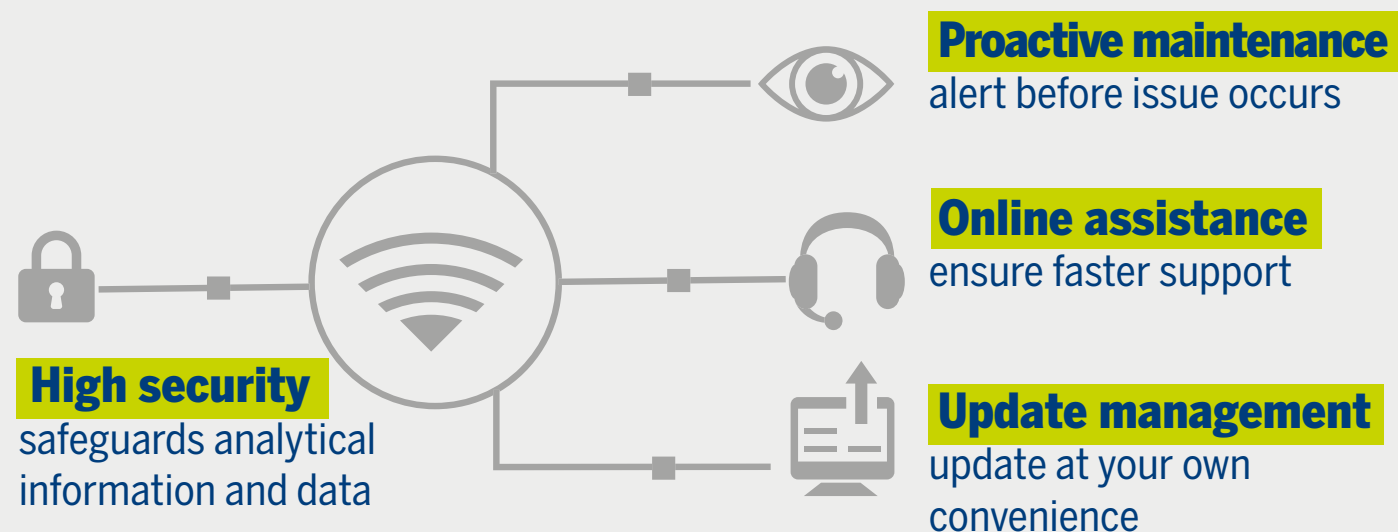 Proactive maintenance
alert before issue occurs
Online assistance
ensure faster support
High security
safeguards analytical
information and data
Update management
update at your own
convenience